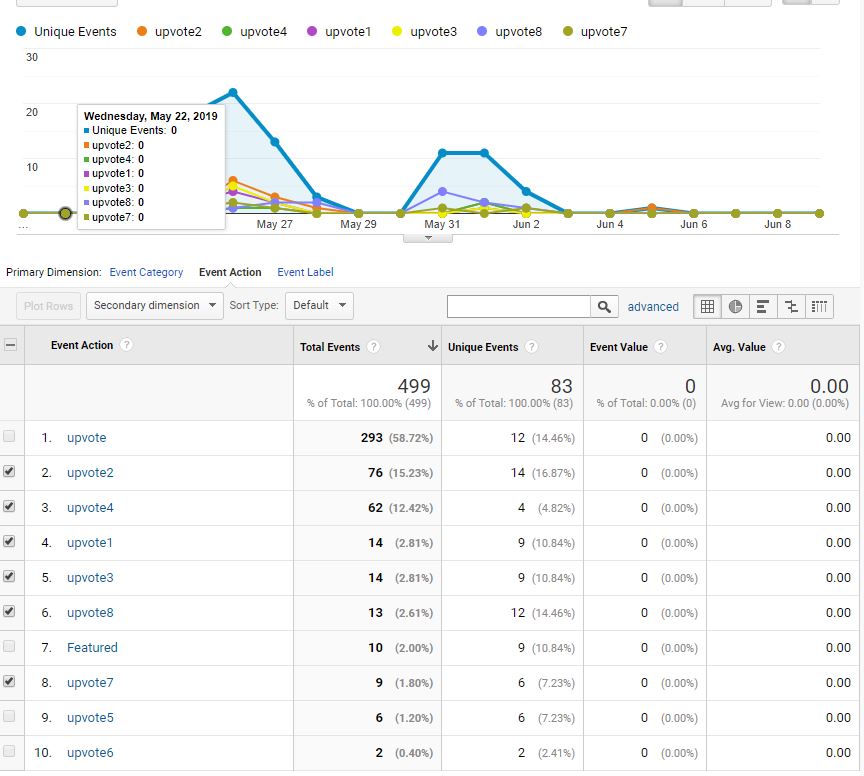 Unique Events upvote2 upvote4 upvote1 upvote3 upvote8 upvote7
30
20
10
Wednesday, May 22, 2019
Unique Events: 0
upvote2: 0
upvote4: 0
upvote1: 0
upvote3: 0
upvote8: 0
upvote7: 0
... May 27 May 29 May 31 Jun 2 Jun 4 Jun 6 Jun 8
Primary Dimension: Event Category Event Action Event Label
Plot Rows Secondary dimension Sort Type: Default advanced
Event Action ? Total Events ? Unique Events ? Event Value ? Avg. Value ?
499 83 0 0.00
% of Total: 100.00% (499) % of Total: 100.00% (83) % of Total: 0.00% (0) Avg for View: 0.00 (0.00%)
1. upvote 293 (58.72%) 12 (14.46%) 0 (0.00%) 0.00
2. upvote2 76 (15.23%) 14 (16.87%) 0 (0.00%) 0.00
3. upvote4 62 (12.42%) 4 (4.82%) 0 (0.00%) 0.00
4. upvote1 14 (2.81%) 9 (10.84%) 0 (0.00%) 0.00
5. upvote3 14 (2.81%) 9 (10.84%) 0 (0.00%) 0.00
6. upvote8 13 (2.61%) 12 (14.46%) 0 (0.00%) 0.00
7. Featured 10 (2.00%) 9 (10.84%) 0 (0.00%) 0.00
8. upvote7 9 (1.80%) 6 (7.23%) 0 (0.00%) 0.00
9. upvote5 6 (1.20%) 6 (7.23%) 0 (0.00%) 0.00
10. upvote6 2 (0.40%) 2 (2.41%) 0 (0.00%) 0.00